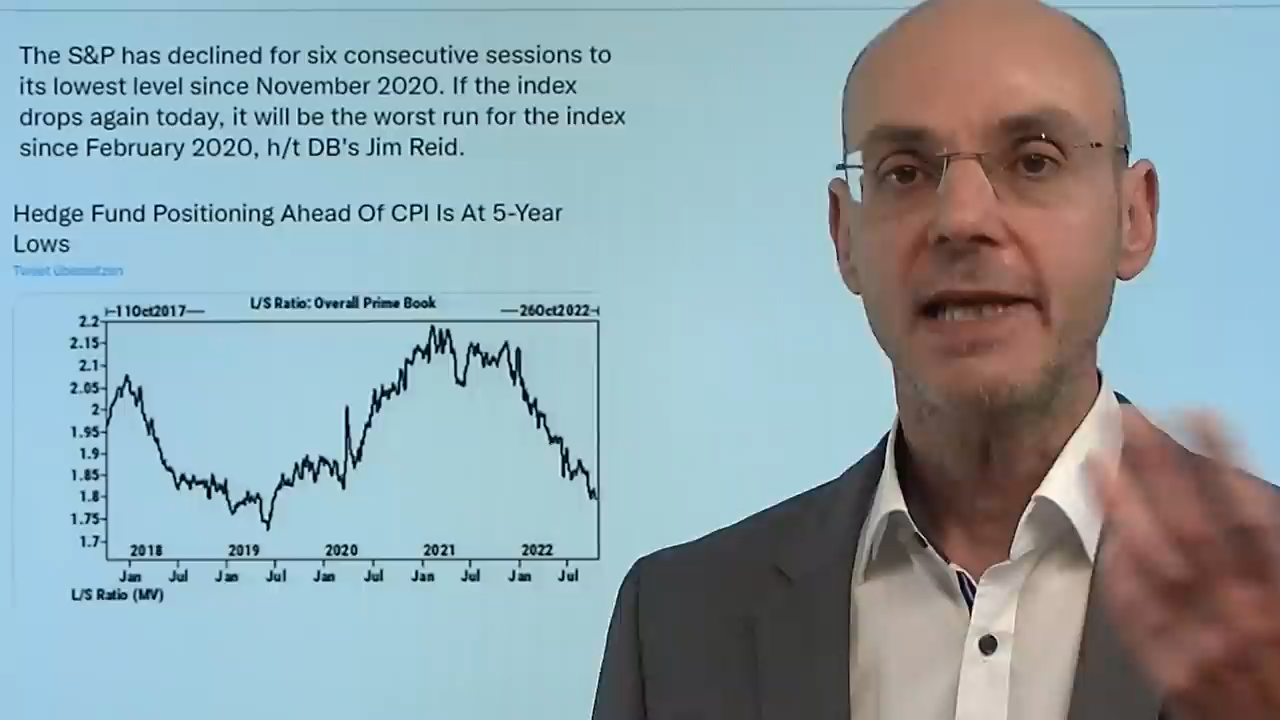 The S&P has declined for six consecutive sessions to
its lowest level since November 2020. If the index
drops again today, it will be the worst run for the index
since February 2020, h/t DB's Jim Reid.
Hedge Fund Positioning Ahead Of CPI Is At 5-Year
Lows
Tweet übersetzen
11Oct2017
L/S Ratio: Overall Prime Book
26Oct2022
2.2
2.15
2.1
2.05
2
1.95
1.9
1.85
1.8
1.75
1.7
2018 2019 2020 2021 2022
Jan Jul Jan Jul Jan Jul Jan Jul Jan Jul
L/S Ratio (MV)